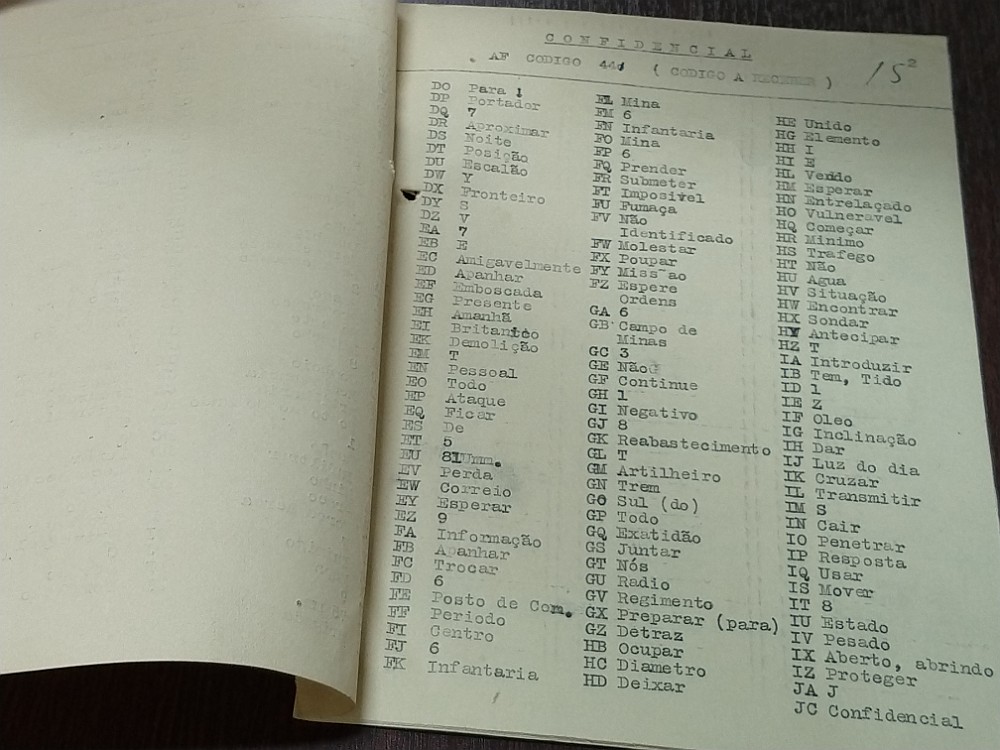 CONFIDENCIAL
AF CODIGO 441 ( CODIGO A RECEBER )
15 2
DO Para 1
DP Portador
DQ 7
DR Aproximar
DS Noite
DT Posição
DU Escalão
DW Y
DX Fronteiro
DY S
DZ V
EA 7
EB E
EC Amigavelmente
ED Apanhar
EF Emboscada
EG Presente
EH Amanhã
EI Britanico
EK Demolição
EM T
EN Pessoal
EO Todo
EP Ataque
EQ Ficar
ES De
ET 5
EU 81mm.
EV Perda
EW Correio
EY Esperar
EZ 9
FA Informação
FB Apanhar
FC Trocar
FD 6
FE Posto de Com.
FF Periodo
FI Centro
FJ 6
FK Infantaria
FL Mina
FM 6
FN Infantaria
FO Mina
FP 6
FQ Prender
FR Submeter
FT Imposivel
FU Fumaça
FV Não
Identificado
FW Molestar
FX Poupar
FY Miss~ao
FZ Espere
Ordens
GA 6
GB Campo de
Minas
GC 3
GE Não
GF Continue
GH 1
GI Negativo
GJ 8
GK Reabastecimento
GL T
GM Artilheiro
GN Trem
GO Sul (do)
GP Todo
GQ Exatidão
GS Juntar
GT Nós
GU Radio
GV Regimento
GX Preparar (para)
GZ Detraz
HB Ocupar
HC Diametro
HD Deixar
HE Unido
HG Elemento
HH I
HI E
HL Vendo
HM Esperar
HN Entrelaçado
HO Vulneravel
HQ Começar
HR Minimo
HS Trafego
HT Não
HU Agua
HV Situação
HW Encontrar
HX Sondar
HY Antecipar
HZ T
IA Introduzir
IB Tem, Tido
ID 1
IE Z
IF Oleo
IG Inclinação
IH Dar
IJ Luz do dia
IK Cruzar
IL Transmitir
IM S
IN Cair
IO Penetrar
IP Resposta
IQ Usar
IS Mover
IT 8
IU Estado
IV Pesado
IX Aberto, abrindo
IZ Proteger
JA J
JC Confidencial